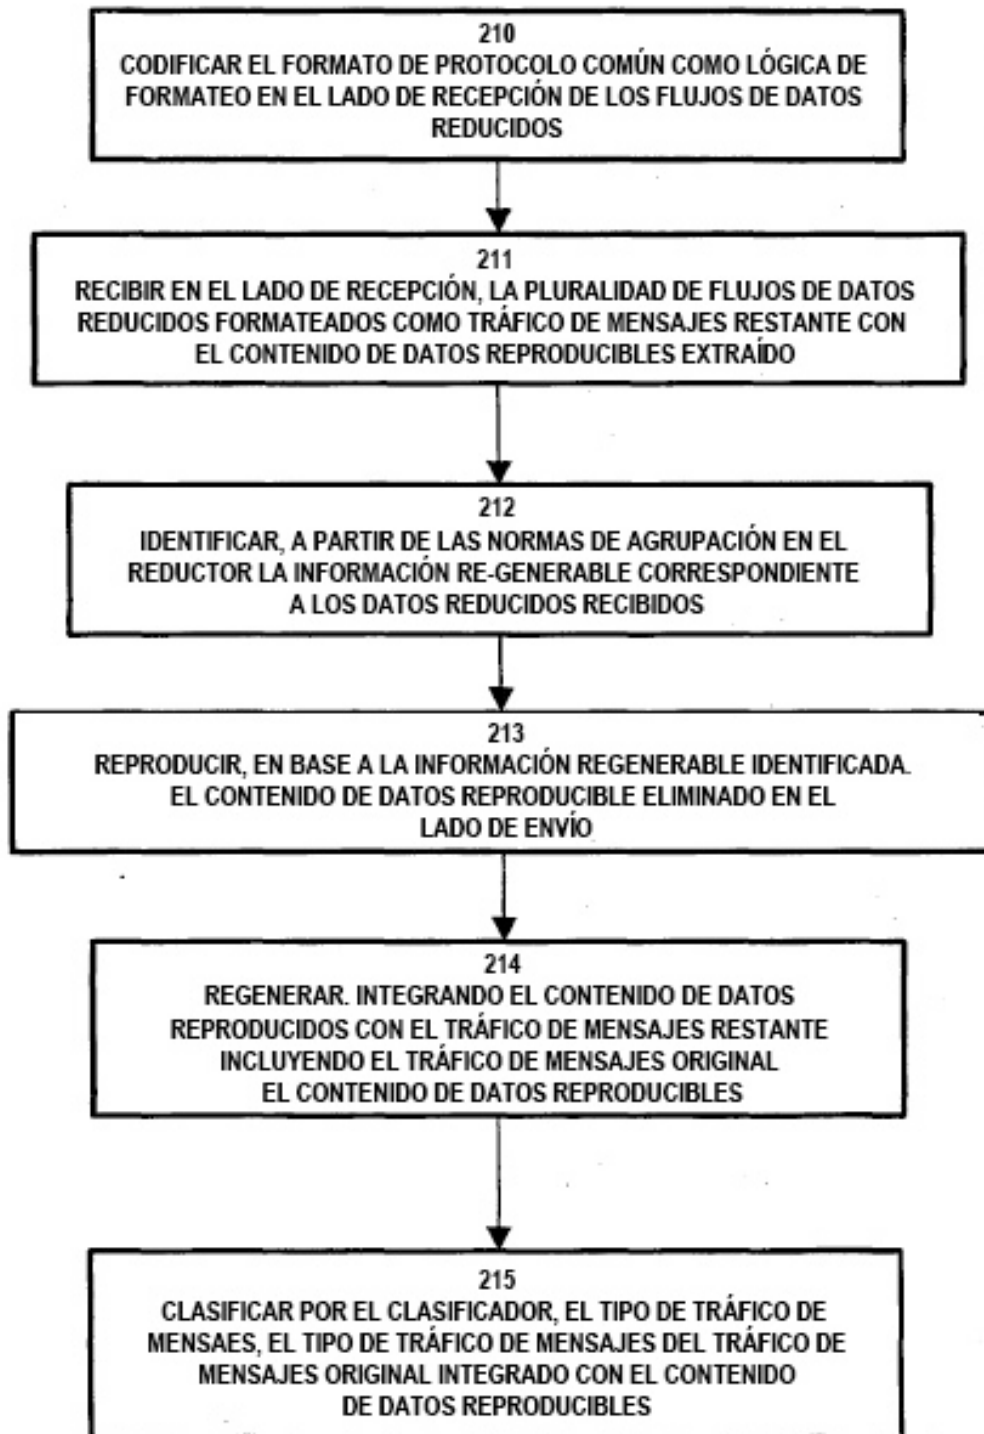 210
CODIFICAR EL FORMATO DE PROTOCOLO COMÚN COMO LÓGICA DE
FORMATEO EN EL LADO DE RECEPCIÓN DE LOS FLUJOS DE DATOS
REDUCIDOS
211
RECIBIR EN EL LADO DE RECEPCIÓN, LA PLURALIDAD DE FLUJOS DE DATOS
REDUCIDOS FORMATEADOS COMO TRÁFICO DE MENSAJES RESTANTE CON
EL CONTENIDO DE DATOS REPRODUCIBLES EXTRAÍDO
212
IDENTIFICAR, A PARTIR DE LAS NORMAS DE AGRUPACIÓN EN EL
REDUCTOR LA INFORMACIÓN RE-GENERABLE CORRESPONDIENTE
A LOS DATOS REDUCIDOS RECIBIDOS
213
REPRODUCIR, EN BASE A LA INFORMACIÓN REGENERABLE IDENTIFICADA.
EL CONTENIDO DE DATOS REPRODUCIBLE ELIMINADO EN EL
LADO DE ENVÍO
214
REGENERAR. INTEGRANDO EL CONTENIDO DE DATOS
REPRODUCIDOS CON EL TRÁFICO DE MENSAJES RESTANTE
INCLUYENDO EL TRÁFICO DE MENSAJES ORIGINAL
EL CONTENIDO DE DATOS REPRODUCIBLES
215
CLASIFICAR POR EL CLASIFICADOR, EL TIPO DE TRÁFICO DE
MENSAES, EL TIPO DE TRÁFICO DE MENSAJES DEL TRÁFICO DE
MENSAJES ORIGINAL INTEGRADO CON EL CONTENIDO
DE DATOS REPRODUCIBLES